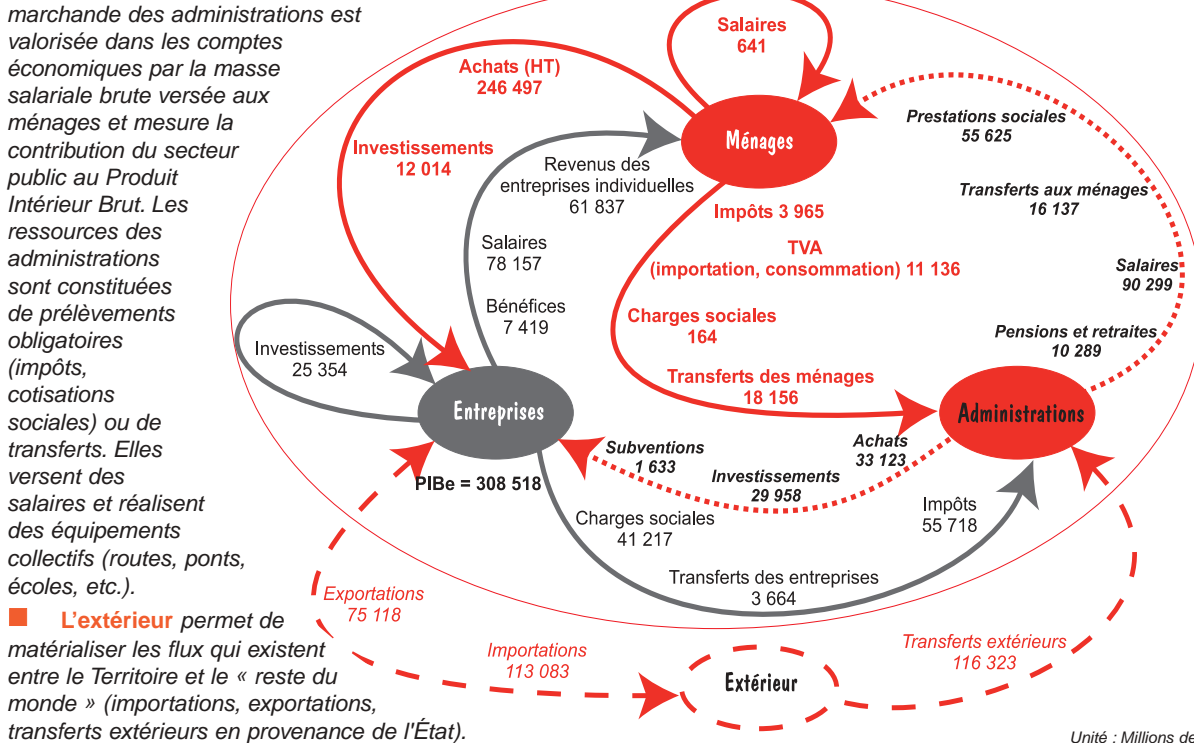 marchande des administrations est
valorisée dans les comptes
économiques par la masse
salariale brute versée aux
ménages et mesure la
contribution du secteur
public au Produit
Intérieur Brut. Les
ressources des
administrations
sont constituées
de prélèvements
obligatoires
(impôts,
cotisations
sociales) ou de
transferts. Elles
versent des
salaires et réalisent
des équipements
collectifs (routes, ponts,
écoles, etc.).
L'extérieur permet de
matérialiser les flux qui existent
entre le Territoire et le « reste du
monde » (importations, exportations,
transferts extérieurs en provenance de l'État).
Salaires
641
Achats (HT)
246 497
Investissements
12 014
Ménages
Prestations sociales
55 625
Revenus des
entreprises individuelles
61 837
Transferts aux ménages
16 137
Impôts 3 965
Salaires
78 157
TVA
(importation, consommation) 11 136
Salaires
90 299
Bénéfices
7 419
Charges sociales
164
Pensions et retraites
10 289
Investissements
25 354
Transferts des ménages
18 156
Entreprises
Administrations
Subventions
1 633
Achats
33 123
Investissements
29 958
PIBe = 308 518
Charges sociales
41 217
Impôts
55 718
Transferts des entreprises
3 664
Exportations
75 118
Importations
113 083
Extérieur
Transferts extérieurs
116 323
Unité : Millions de